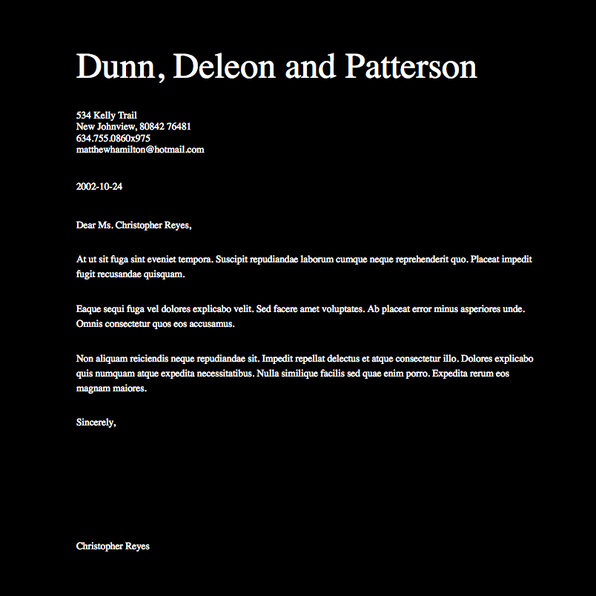 Dunn, Deleon and Patterson
534 Kelly Trail
New Johnview, 80842 76481
634.755.0860x975
matthewhamilton@hotmail.com
2002-10-24
Dear Ms. Christopher Reyes,
At ut sit fuga sint eveniet tempora. Suscipit repudiandae laborum cumque neque reprehenderit quo. Placeat impedit
fugit recusandae quisquam.
Eaque sequi fuga vel dolores explicabo velit. Sed facere amet voluptates. Ab placeat error minus asperiores unde.
Omnis consectetur quos eos accusamus.
Non aliquam reiciendis neque repudiandae sit. Impedit repellat delectus et atque consectetur illo. Dolores explicabo
quis numquam atque expedita necessitatibus. Nulla similique facilis sed quae enim porro. Expedita rerum eos
magnam maiores.
Sincerely,
Christopher Reyes